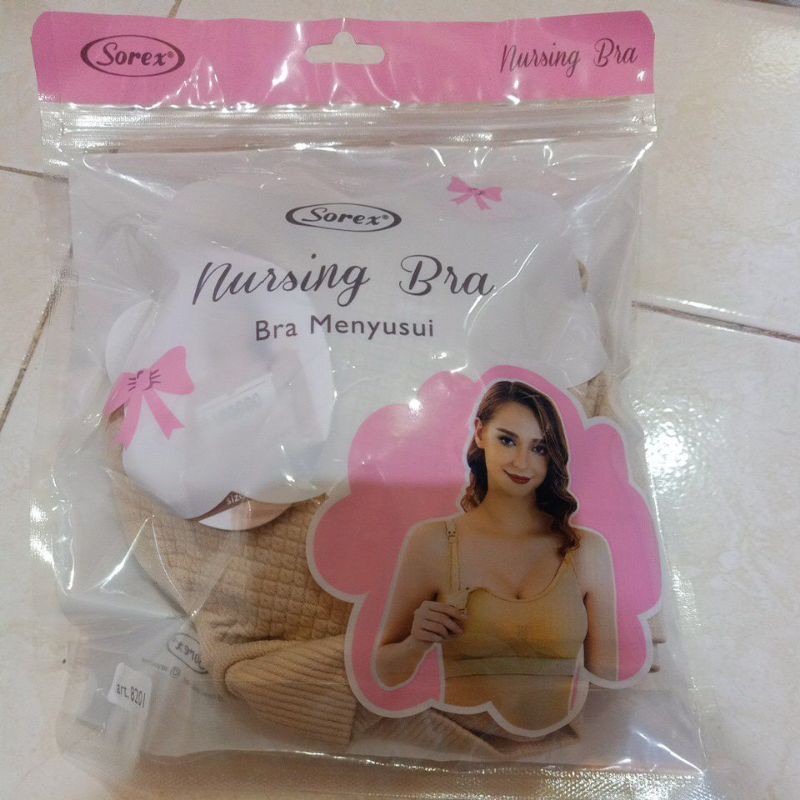 Sorex®
Nursing Bra
Sorex®
Nursing Bra
Bra Menyusui
art. 8201